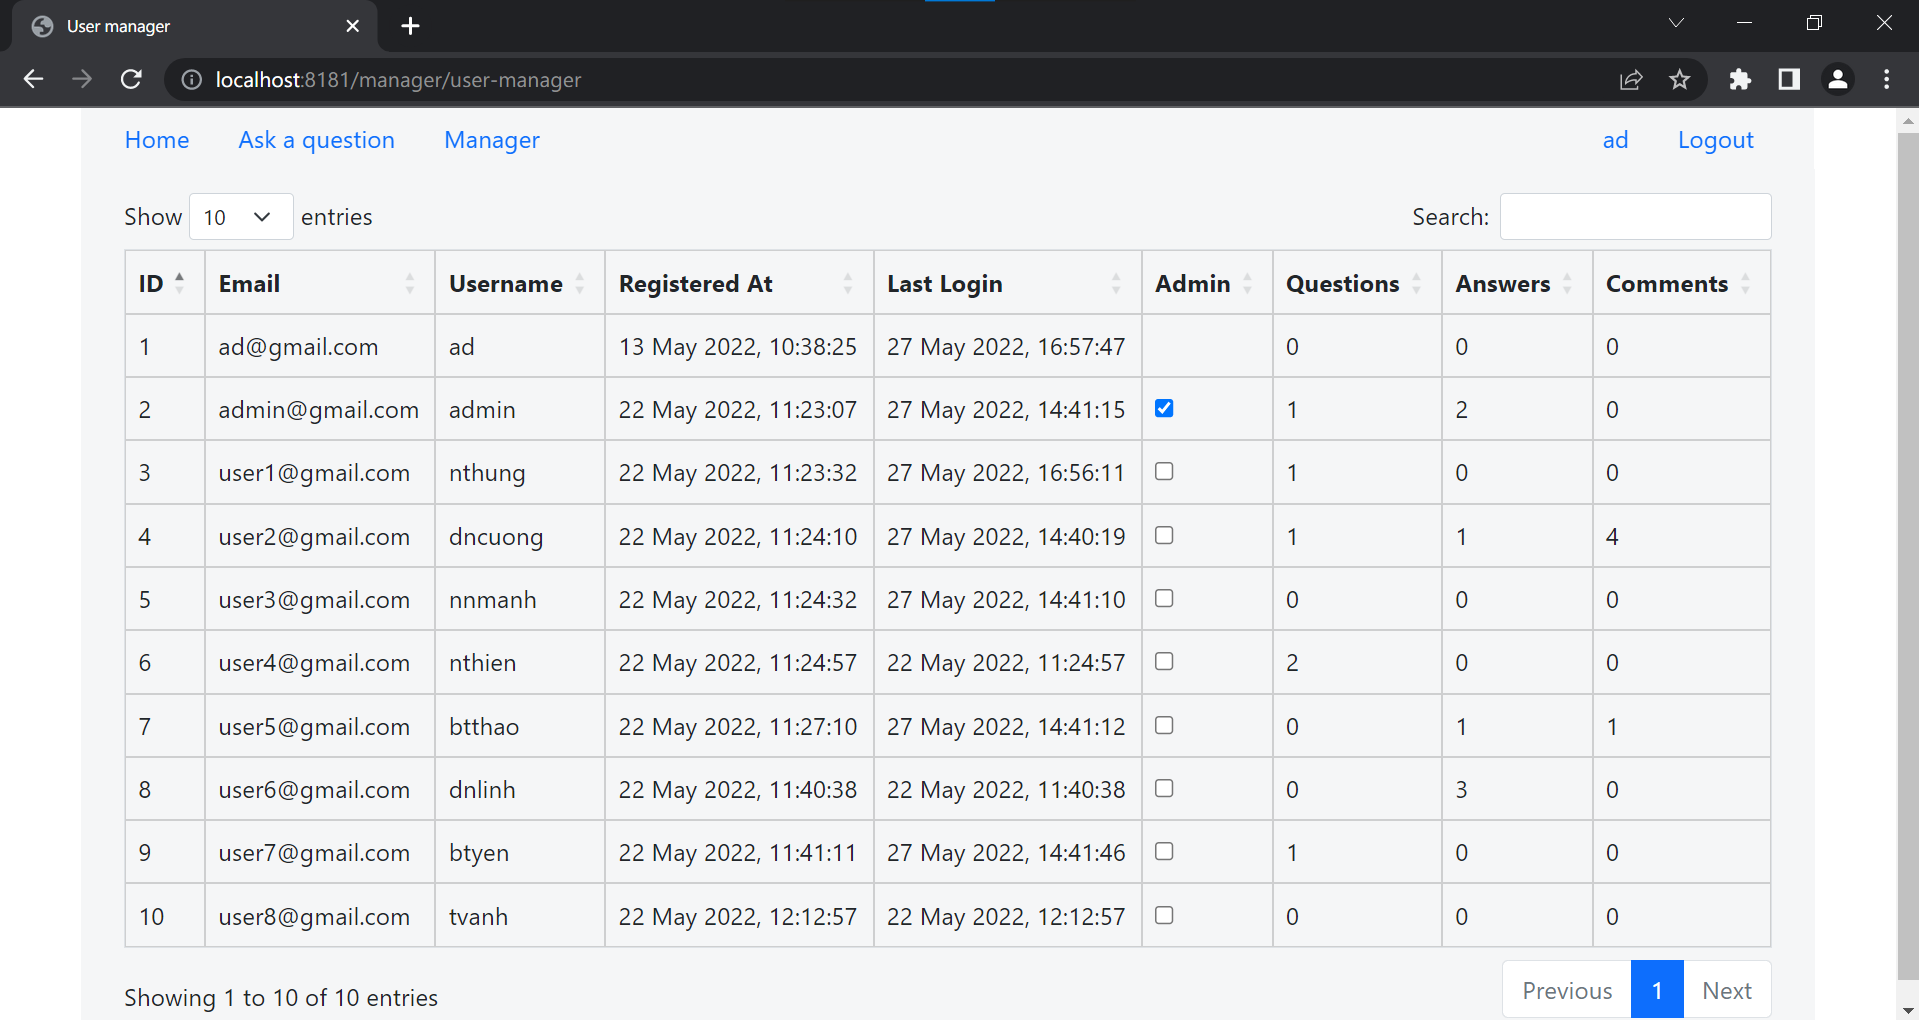 User manager
localhost:8181/manager/user-manager
Home Ask a question Manager ad Logout
Show 10 entries Search:
ID Email Username Registered At Last Login Admin Questions Answers Comments
1 ad@gmail.com ad 13 May 2022, 10:38:25 27 May 2022, 16:57:47 0 0 0
2 admin@gmail.com admin 22 May 2022, 11:23:07 27 May 2022, 14:41:15 1 2 0
3 user1@gmail.com nthung 22 May 2022, 11:23:32 27 May 2022, 16:56:11 1 0 0
4 user2@gmail.com dncuong 22 May 2022, 11:24:10 27 May 2022, 14:40:19 1 1 4
5 user3@gmail.com nnmanh 22 May 2022, 11:24:32 27 May 2022, 14:41:10 0 0 0
6 user4@gmail.com nthien 22 May 2022, 11:24:57 22 May 2022, 11:24:57 2 0 0
7 user5@gmail.com btthao 22 May 2022, 11:27:10 27 May 2022, 14:41:12 0 1 1
8 user6@gmail.com dnlinh 22 May 2022, 11:40:38 22 May 2022, 11:40:38 0 3 0
9 user7@gmail.com btyen 22 May 2022, 11:41:11 27 May 2022, 14:41:46 1 0 0
10 user8@gmail.com tvanh 22 May 2022, 12:12:57 22 May 2022, 12:12:57 0 0 0
Showing 1 to 10 of 10 entries Previous 1 Next